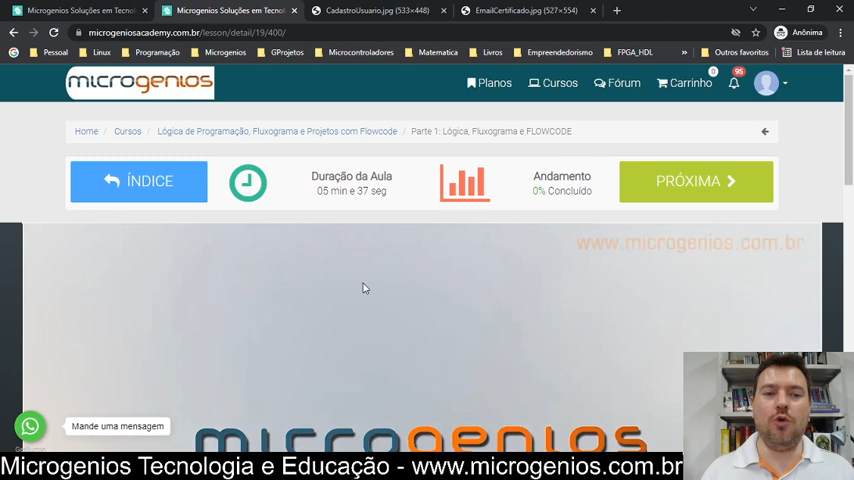 Microgenios Soluções em Tecnol
Microgenios Soluções em Tecnol
CadastroUsuario.jpg (533×448)
EmailCertificado.jpg (527×554)
microgeniosacademy.com.br/lesson/detail/19/400/
Anônima
Pessoal
Linux
Programação
Microgenios
GProjetos
Microcontroladores
Matematica
Livros
Empreendedorismo
FPGA_HDL
Outros favoritos
Lista de leitura
microgenios
Planos
Cursos
Fórum
Carrinho
0
95
Home / Cursos / Lógica de Programação, Fluxograma e Projetos com Flowcode / Parte 1: Lógica, Fluxograma e FLOWCODE
ÍNDICE
Duração da Aula
05 min e 37 seg
Andamento
0% Concluído
PRÓXIMA
www.microgenios.com.br
Mande uma mensagem
microgenios
Microgenios Tecnologia e Educação - www.microgenios.com.br